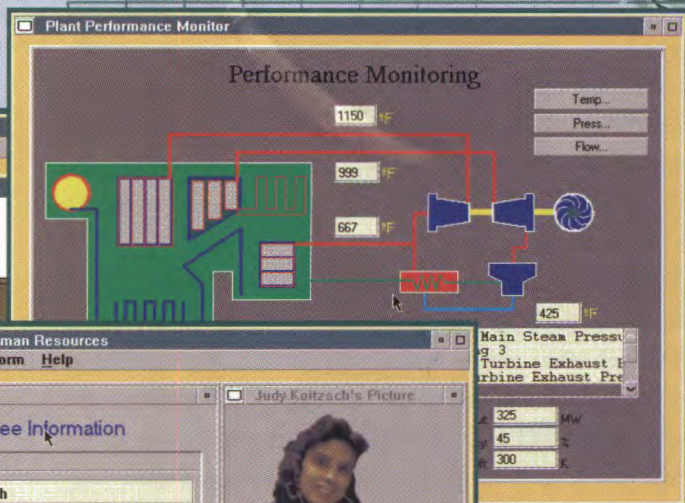 Plant Performance Monitor
Performance Monitoring
1150 °F
Temp...
Press...
Flow...
999 °F
667 °F
425 °F
Main Steam Pressu
g 3
Turbine Exhaust
urbine Exhaust Pre
325 MW
45 %
300 K
man Resources
orm Help
ee Information
Judy Koitzsch's Picture
h